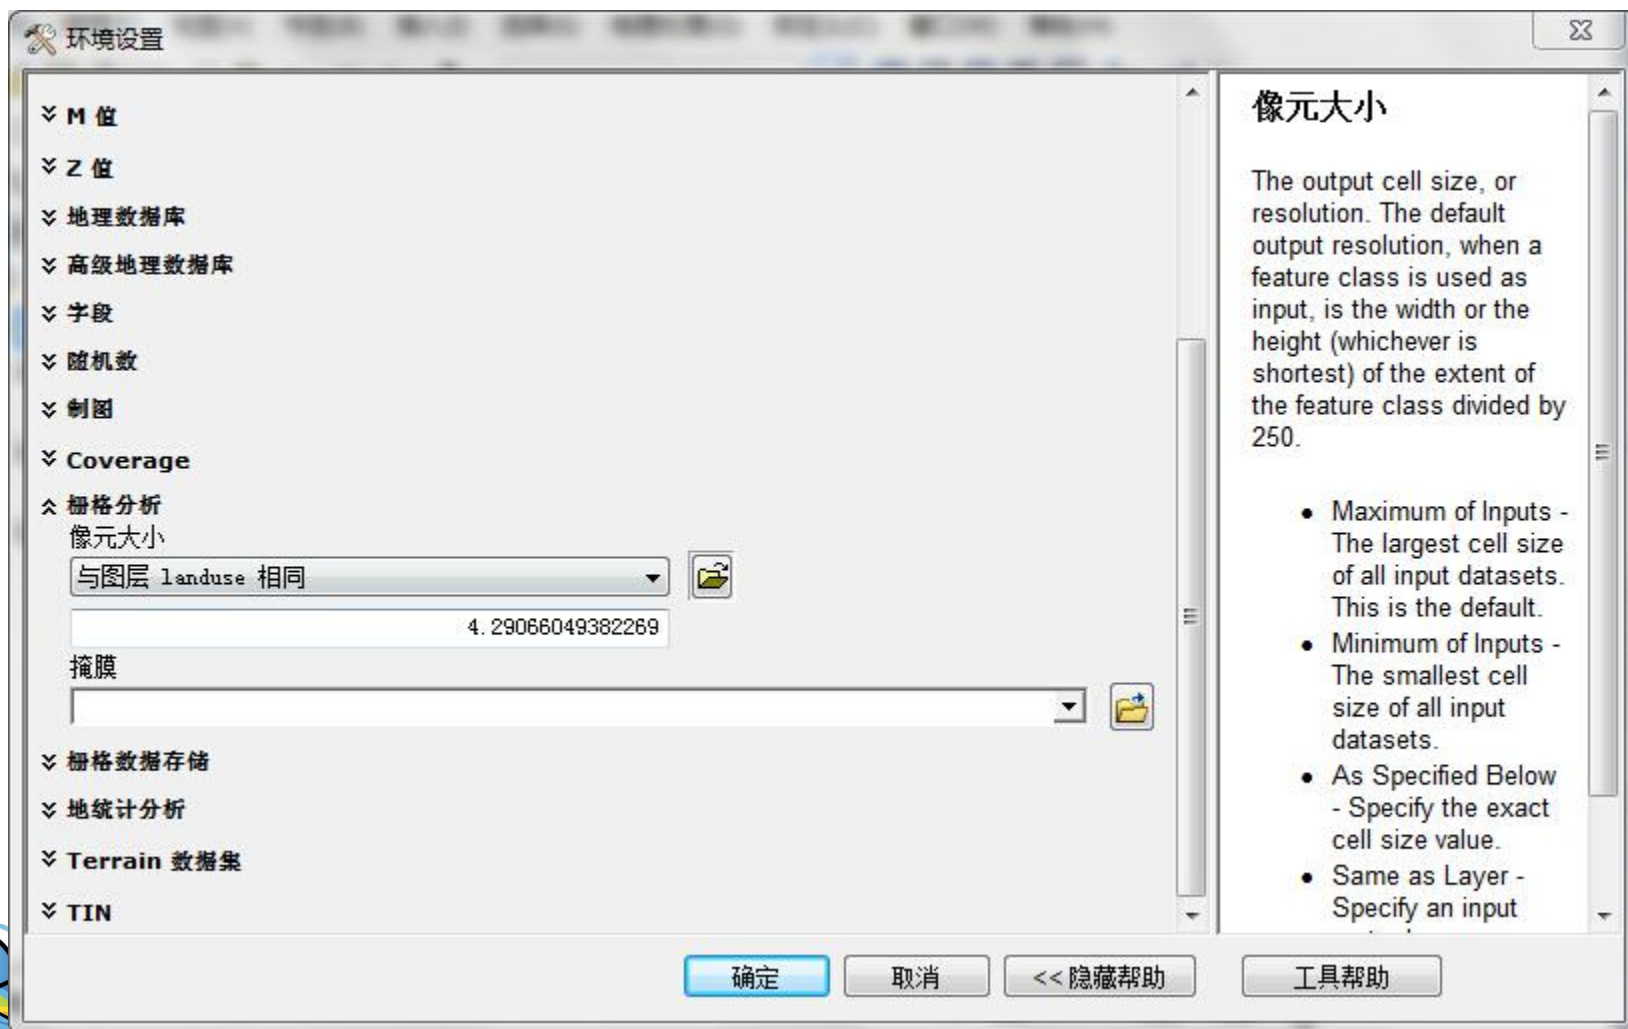 环境设置
M 值
Z 值
地理数据库
高级地理数据库
字段
随机数
制图
Coverage
栅格分析
像元大小
与图层 landuse 相同
4.29066049382269
掩膜
栅格数据存储
地统计分析
Terrain 数据集
TIN
像元大小
The output cell size, or
resolution. The default
output resolution, when a
feature class is used as
input, is the width or the
height (whichever is
shortest) of the extent of
the feature class divided by
250.
• Maximum of Inputs -
The largest cell size
of all input datasets.
This is the default.
• Minimum of Inputs -
The smallest cell
size of all input
datasets.
• As Specified Below
- Specify the exact
cell size value.
• Same as Layer -
Specify an input
确定
取消
<< 隐藏帮助
工具帮助